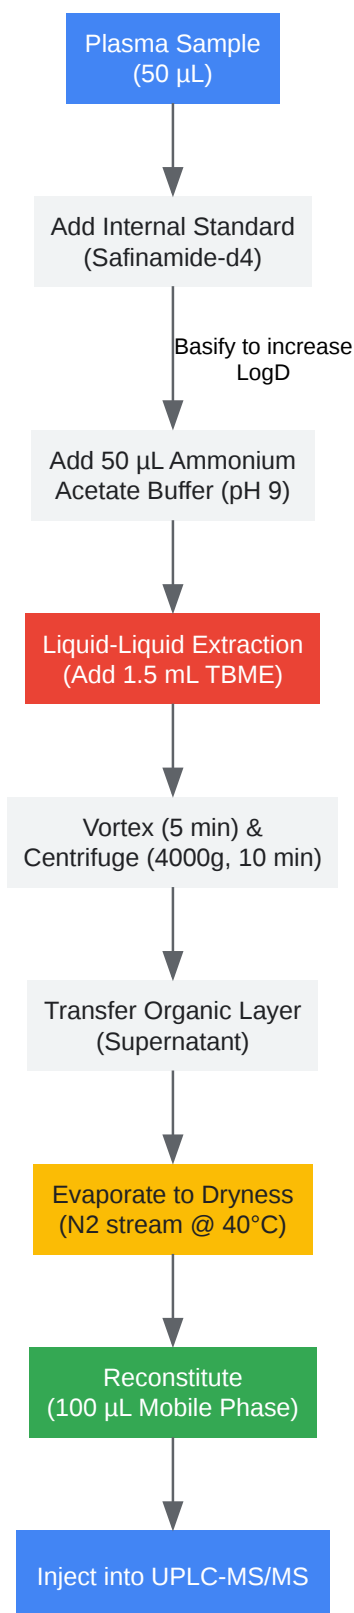 Plasma Sample
(50 µL)
Add Internal Standard
(Safinamide-d4)
Basify to increase
LogD
Add 50 µL Ammonium
Acetate Buffer (pH 9)
Liquid-Liquid Extraction
(Add 1.5 mL TBME)
Vortex (5 min) &
Centrifuge (4000g, 10 min)
Transfer Organic Layer
(Supernatant)
Evaporate to Dryness
(N2 stream @ 40°C)
Reconstitute
(100 µL Mobile Phase)
Inject into UPLC-MS/MS